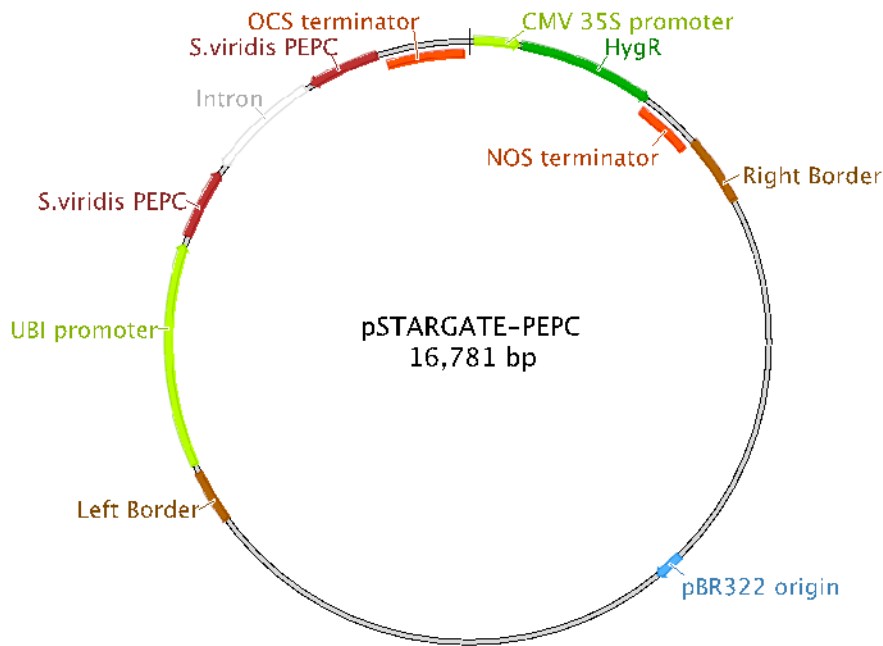 OCS terminator
CMV 35S promoter
S.viridis PEPC
HygR
Intron
NOS terminator
Right Border
S.viridis PEPC
UBI promoter
pSTARGATE-PEPC
16,781 bp
Left Border
pBR322 origin